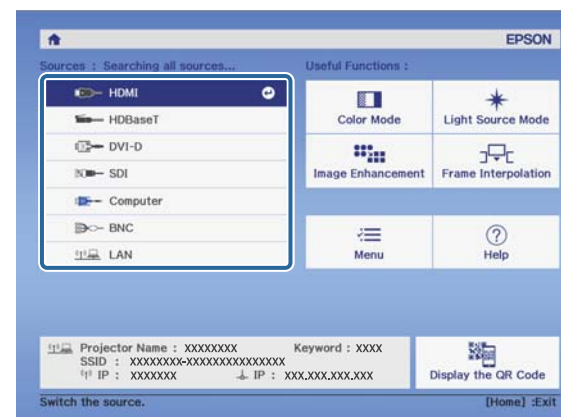 EPSON
Sources : Searching all sources...
Useful Functions :
HDMI
HDBaseT
DVI-D
SDI
Computer
BNC
LAN
Color Mode
Light Source Mode
Image Enhancement
Frame Interpolation
Menu
Help
Projector Name : XXXXXXXX Keyword : XXXX
SSID : XXXXXXXX-XXXXXXXXXXXXXX
IP : XXXXXXX IP : XXX.XXX.XXX.XXX
Display the QR Code
Switch the source.
[Home] :Exit